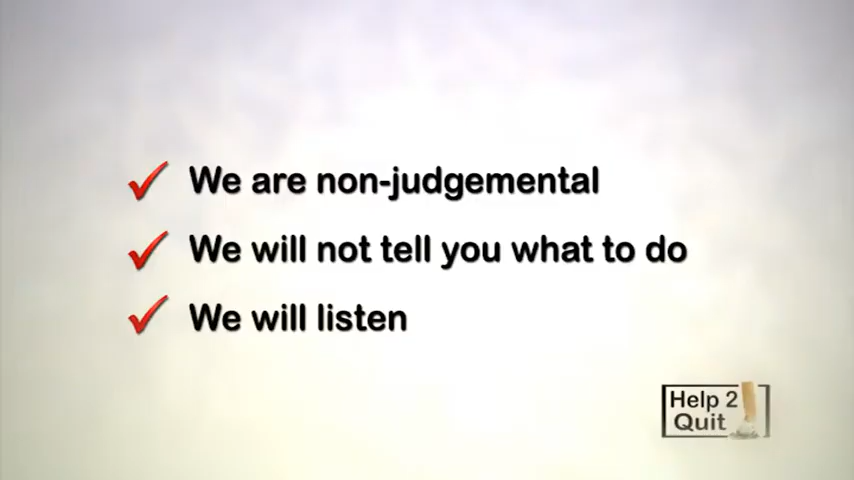 We are non-judgemental
We will not tell you what to do
We will listen
Help 2
Quit